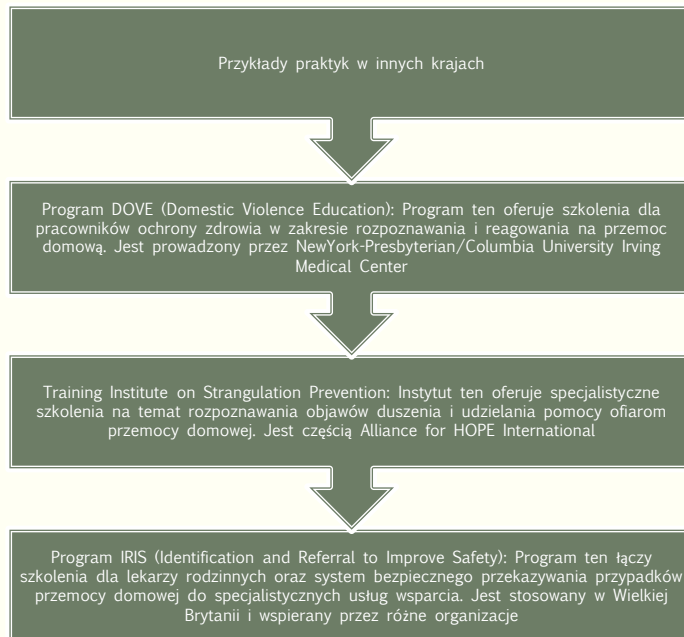 Przykłady praktyk w innych krajach
Program DOVE (Domestic Violence Education): Program ten oferuje szkolenia dla
pracowników ochrony zdrowia w zakresie rozpoznawania i reagowania na przemoc
domową. Jest prowadzony przez NewYork-Presbyterian/Columbia University Irving
Medical Center
Training Institute on Strangulation Prevention: Instytut ten oferuje specjalistyczne
szkolenia na temat rozpoznawania objawów duszenia i udzielania pomocy ofiarom
przemocy domowej. Jest częścią Alliance for HOPE International
Program IRIS (Identification and Referral to Improve Safety): Program ten łączy
szkolenia dla lekarzy rodzinnych oraz system bezpiecznego przekazywania przypadków
przemocy domowej do specjalistycznych usług wsparcia. Jest stosowany w Wielkiej
Brytanii i wspierany przez różne organizacje